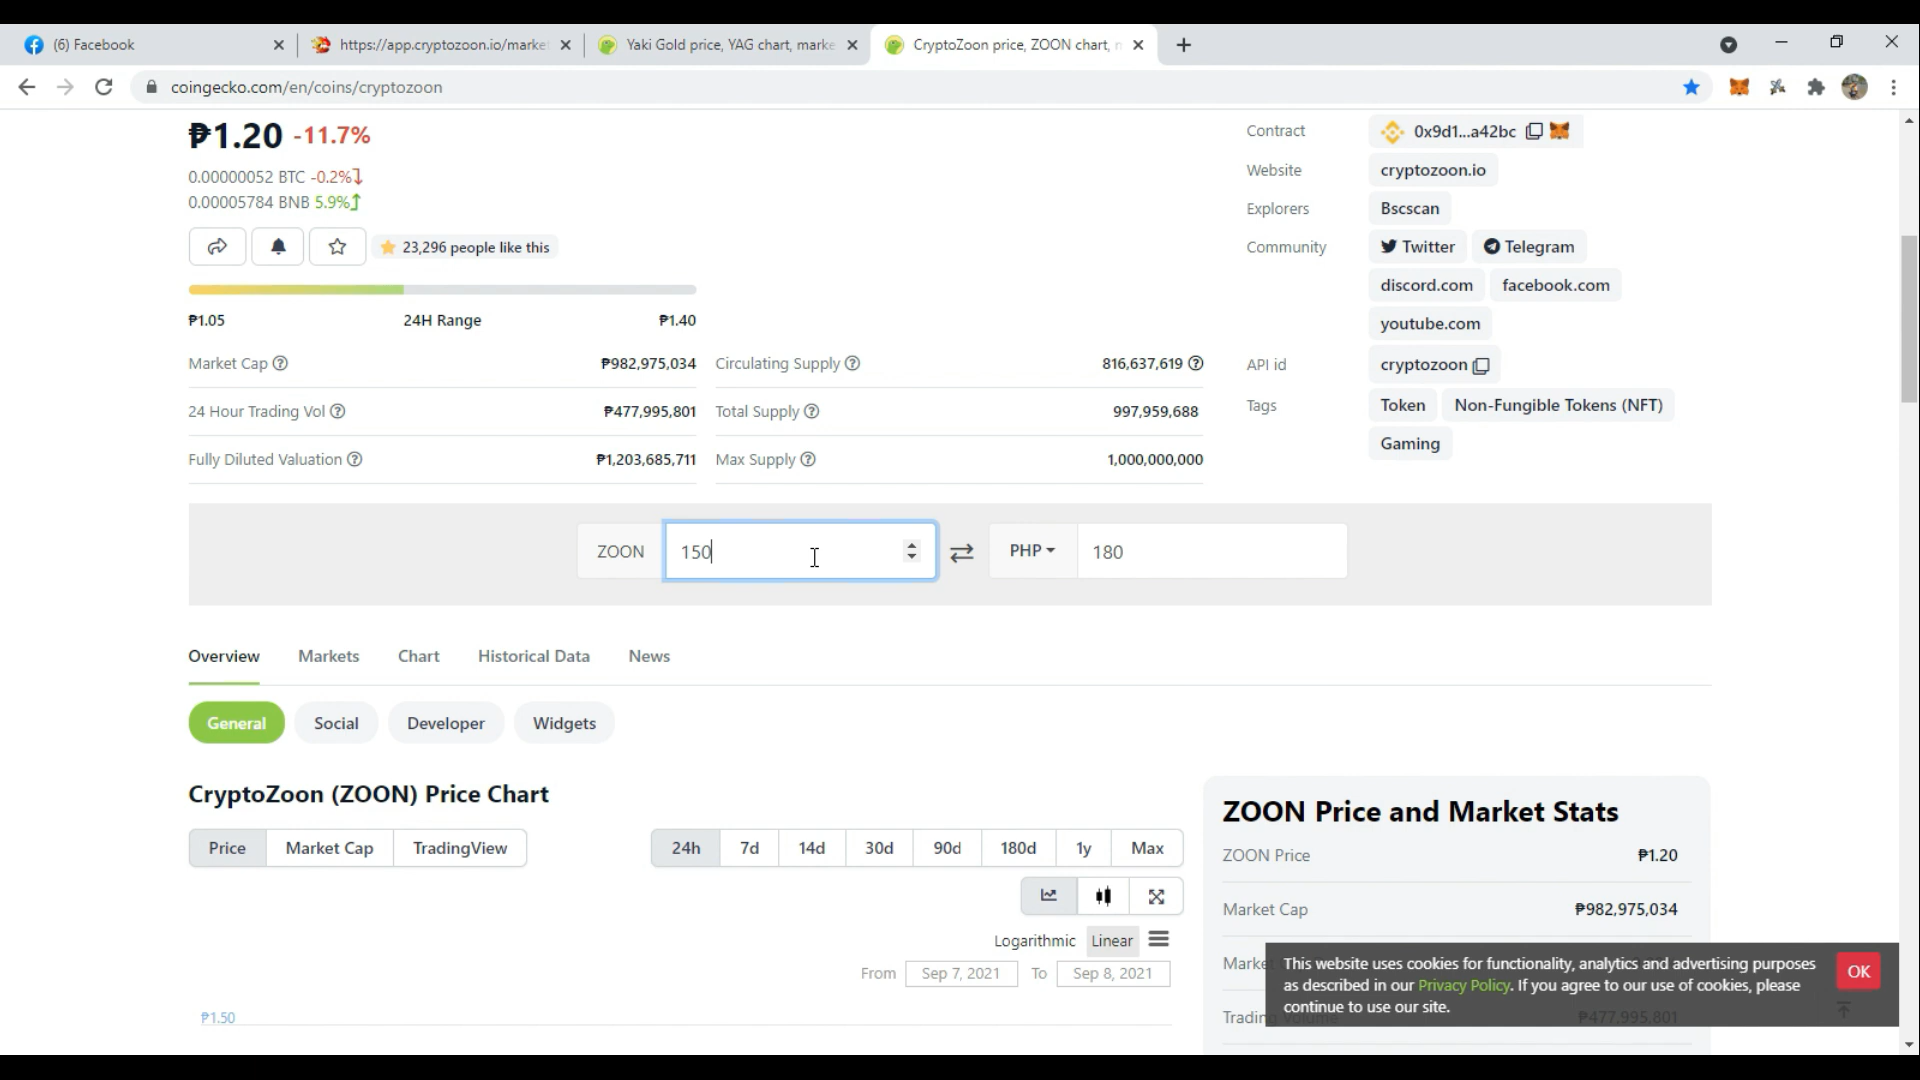 (6) Facebook
https://app.cryptozoon.io/marke
Yaki Gold price, YAG chart, marke
CryptoZoon price, ZOON chart, m
coingecko.com/en/coins/cryptozoon
₱1.20 -11.7%
0.00000052 BTC -0.2%
0.00005784 BNB 5.9%
23,296 people like this
₱1.05 24H Range ₱1.40
Market Cap ₱982,975,034 Circulating Supply 816,637,619
24 Hour Trading Vol ₱477,995,801 Total Supply 997,959,688
Fully Diluted Valuation ₱1,203,685,711 Max Supply 1,000,000,000
Contract 0x9d1...a42bc
Website cryptozoon.io
Explorers Bscscan
Community Twitter Telegram
discord.com facebook.com
youtube.com
API id cryptozoon
Tags Token Non-Fungible Tokens (NFT)
Gaming
ZOON 150 PHP 180
Overview Markets Chart Historical Data News
General Social Developer Widgets
CryptoZoon (ZOON) Price Chart
Price Market Cap TradingView 24h 7d 14d 30d 90d 180d 1y Max
Logarithmic Linear
From Sep 7, 2021 To Sep 8, 2021
₱1.50
ZOON Price and Market Stats
ZOON Price ₱1.20
Market Cap ₱982,975,034
Marke
Trading Volume ₱477,995,801
This website uses cookies for functionality, analytics and advertising purposes
as described in our Privacy Policy. If you agree to our use of cookies, please
continue to use our site.
OK